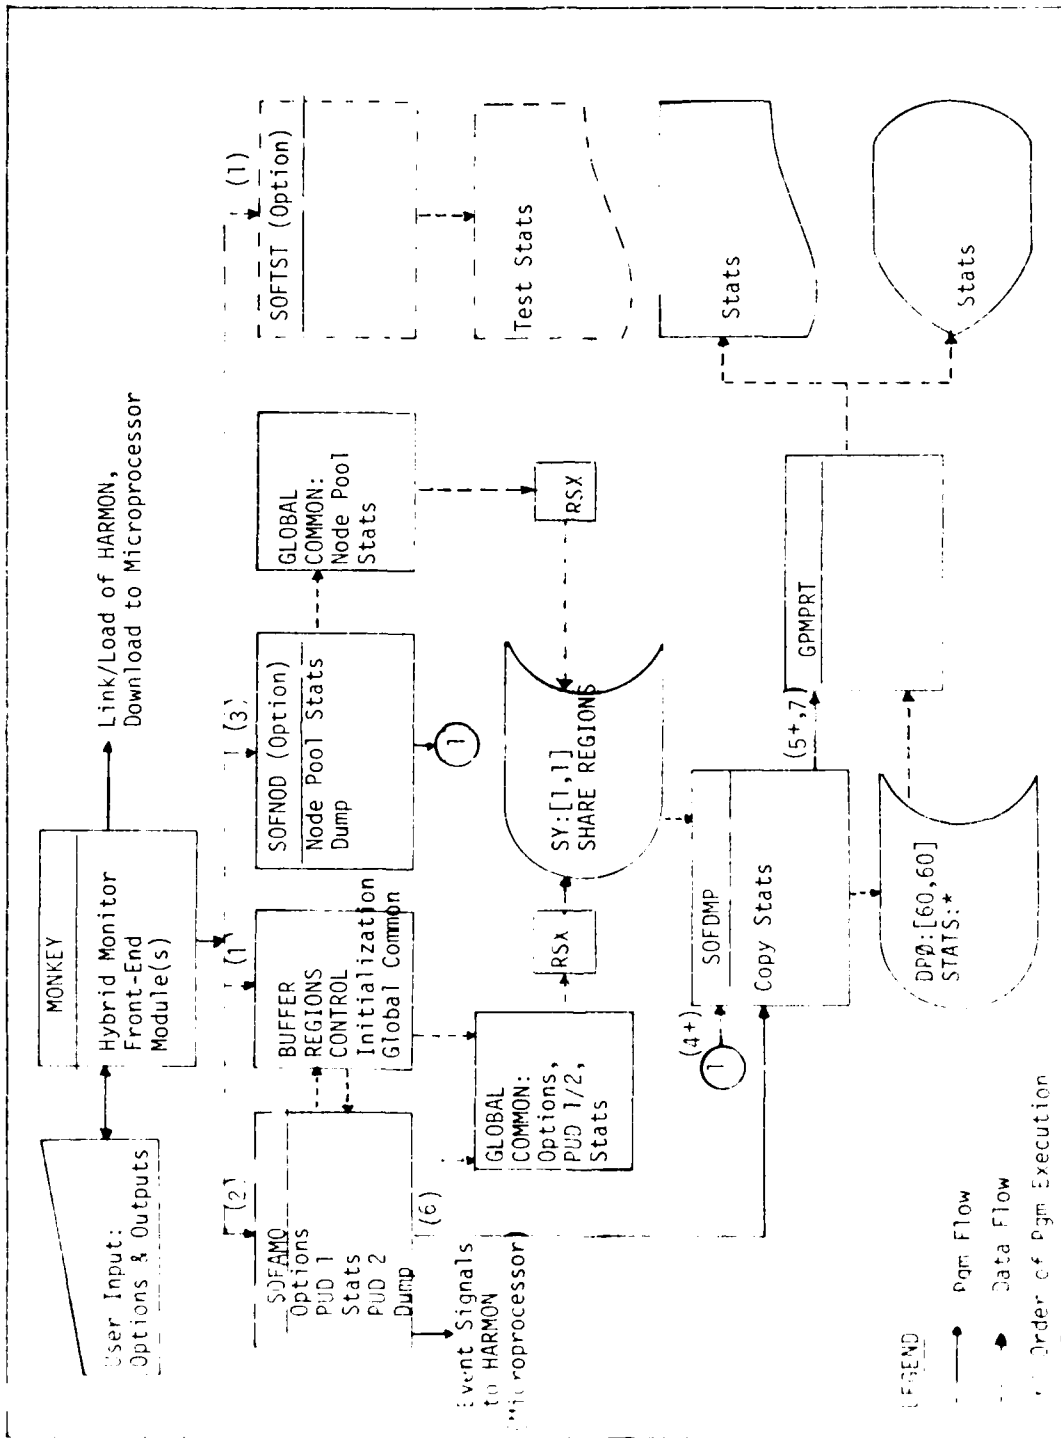 User Input:
Options & Outputs
MONKEY
Hybrid Monitor
Front-End
Module(s)
Link/Load of HARMON,
Download to Microprocessor
(2)
(1
(3)
(1)
SOFAMO
Options
PUD 1
Stats
PUD 2
Dump
BUFFER
REGIONS
CONTROL
Initialization
Global Common
SOFNOD (Option)
Node Pool Stats
Dump
GLOBAL
COMMON:
Node Pool
Stats
SOFTST (Option)
(6)
Event Signals
to HARMON
(Microprocessor)
GLOBAL
COMMON:
Options,
PUD 1/2,
Stats
RSX
1
SY:[1,1]
SHARE REGIONS
RSX
Test Stats
1
(4+)
SOFDMP
Copy Stats
(5+,7)
GPMPRT
Stats
DPØ:[60,60]
STATS:*
Stats
LEGEND
Pgm Flow
Data Flow
Order of Pgm Execution